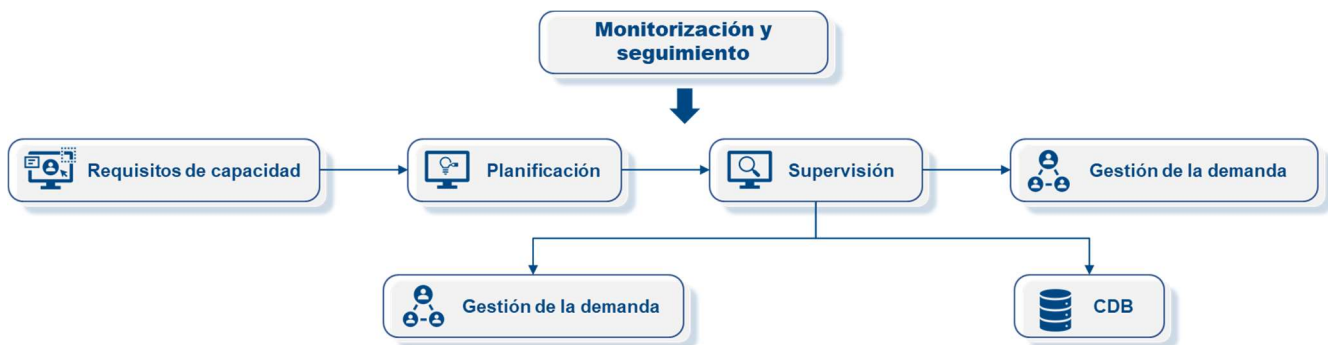 Monitorización y
seguimiento
Requisitos de capacidad
Planificación
Supervisión
Gestión de la demanda
Gestión de la demanda
CDB